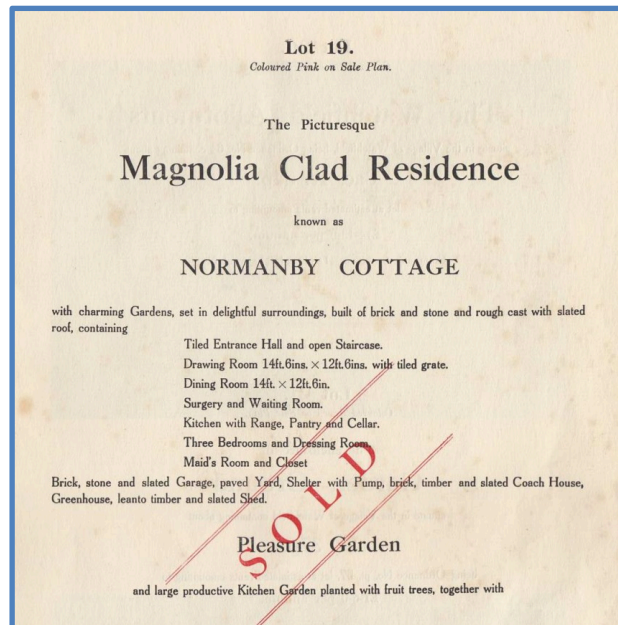 Lot 19.
Coloured Pink on Sale Plan.
The Picturesque
Magnolia Clad Residence
known as
NORMANBY COTTAGE
with charming Gardens, set in delightful surroundings, built of brick and stone and rough cast with slated
roof, containing
Tiled Entrance Hall and open Staircase.
Drawing Room 14ft.6ins. × 12ft.6ins. with tiled grate.
Dining Room 14ft. × 12ft.6in.
Surgery and Waiting Room.
Kitchen with Range, Pantry and Cellar.
Three Bedrooms and Dressing Room.
Maid's Room and Closet
Brick, stone and slated Garage, paved Yard, Shelter with Pump, brick, timber and slated Coach House,
Greenhouse, leanto timber and slated Shed.
SOLD
Pleasure Garden
and large productive Kitchen Garden planted with fruit trees, together with